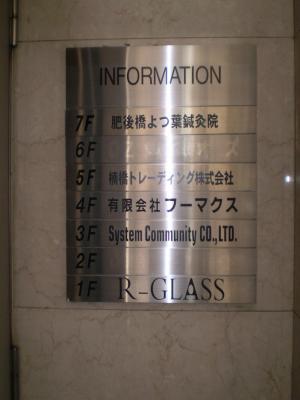 INFORMATION
7F 肥後橋よつ葉鍼灸院
6F
5F 楠橋トレーディング株式会社
4F 有限会社フーマクス
3F System Community CO.,LTD.
2F
1F R-GLASS